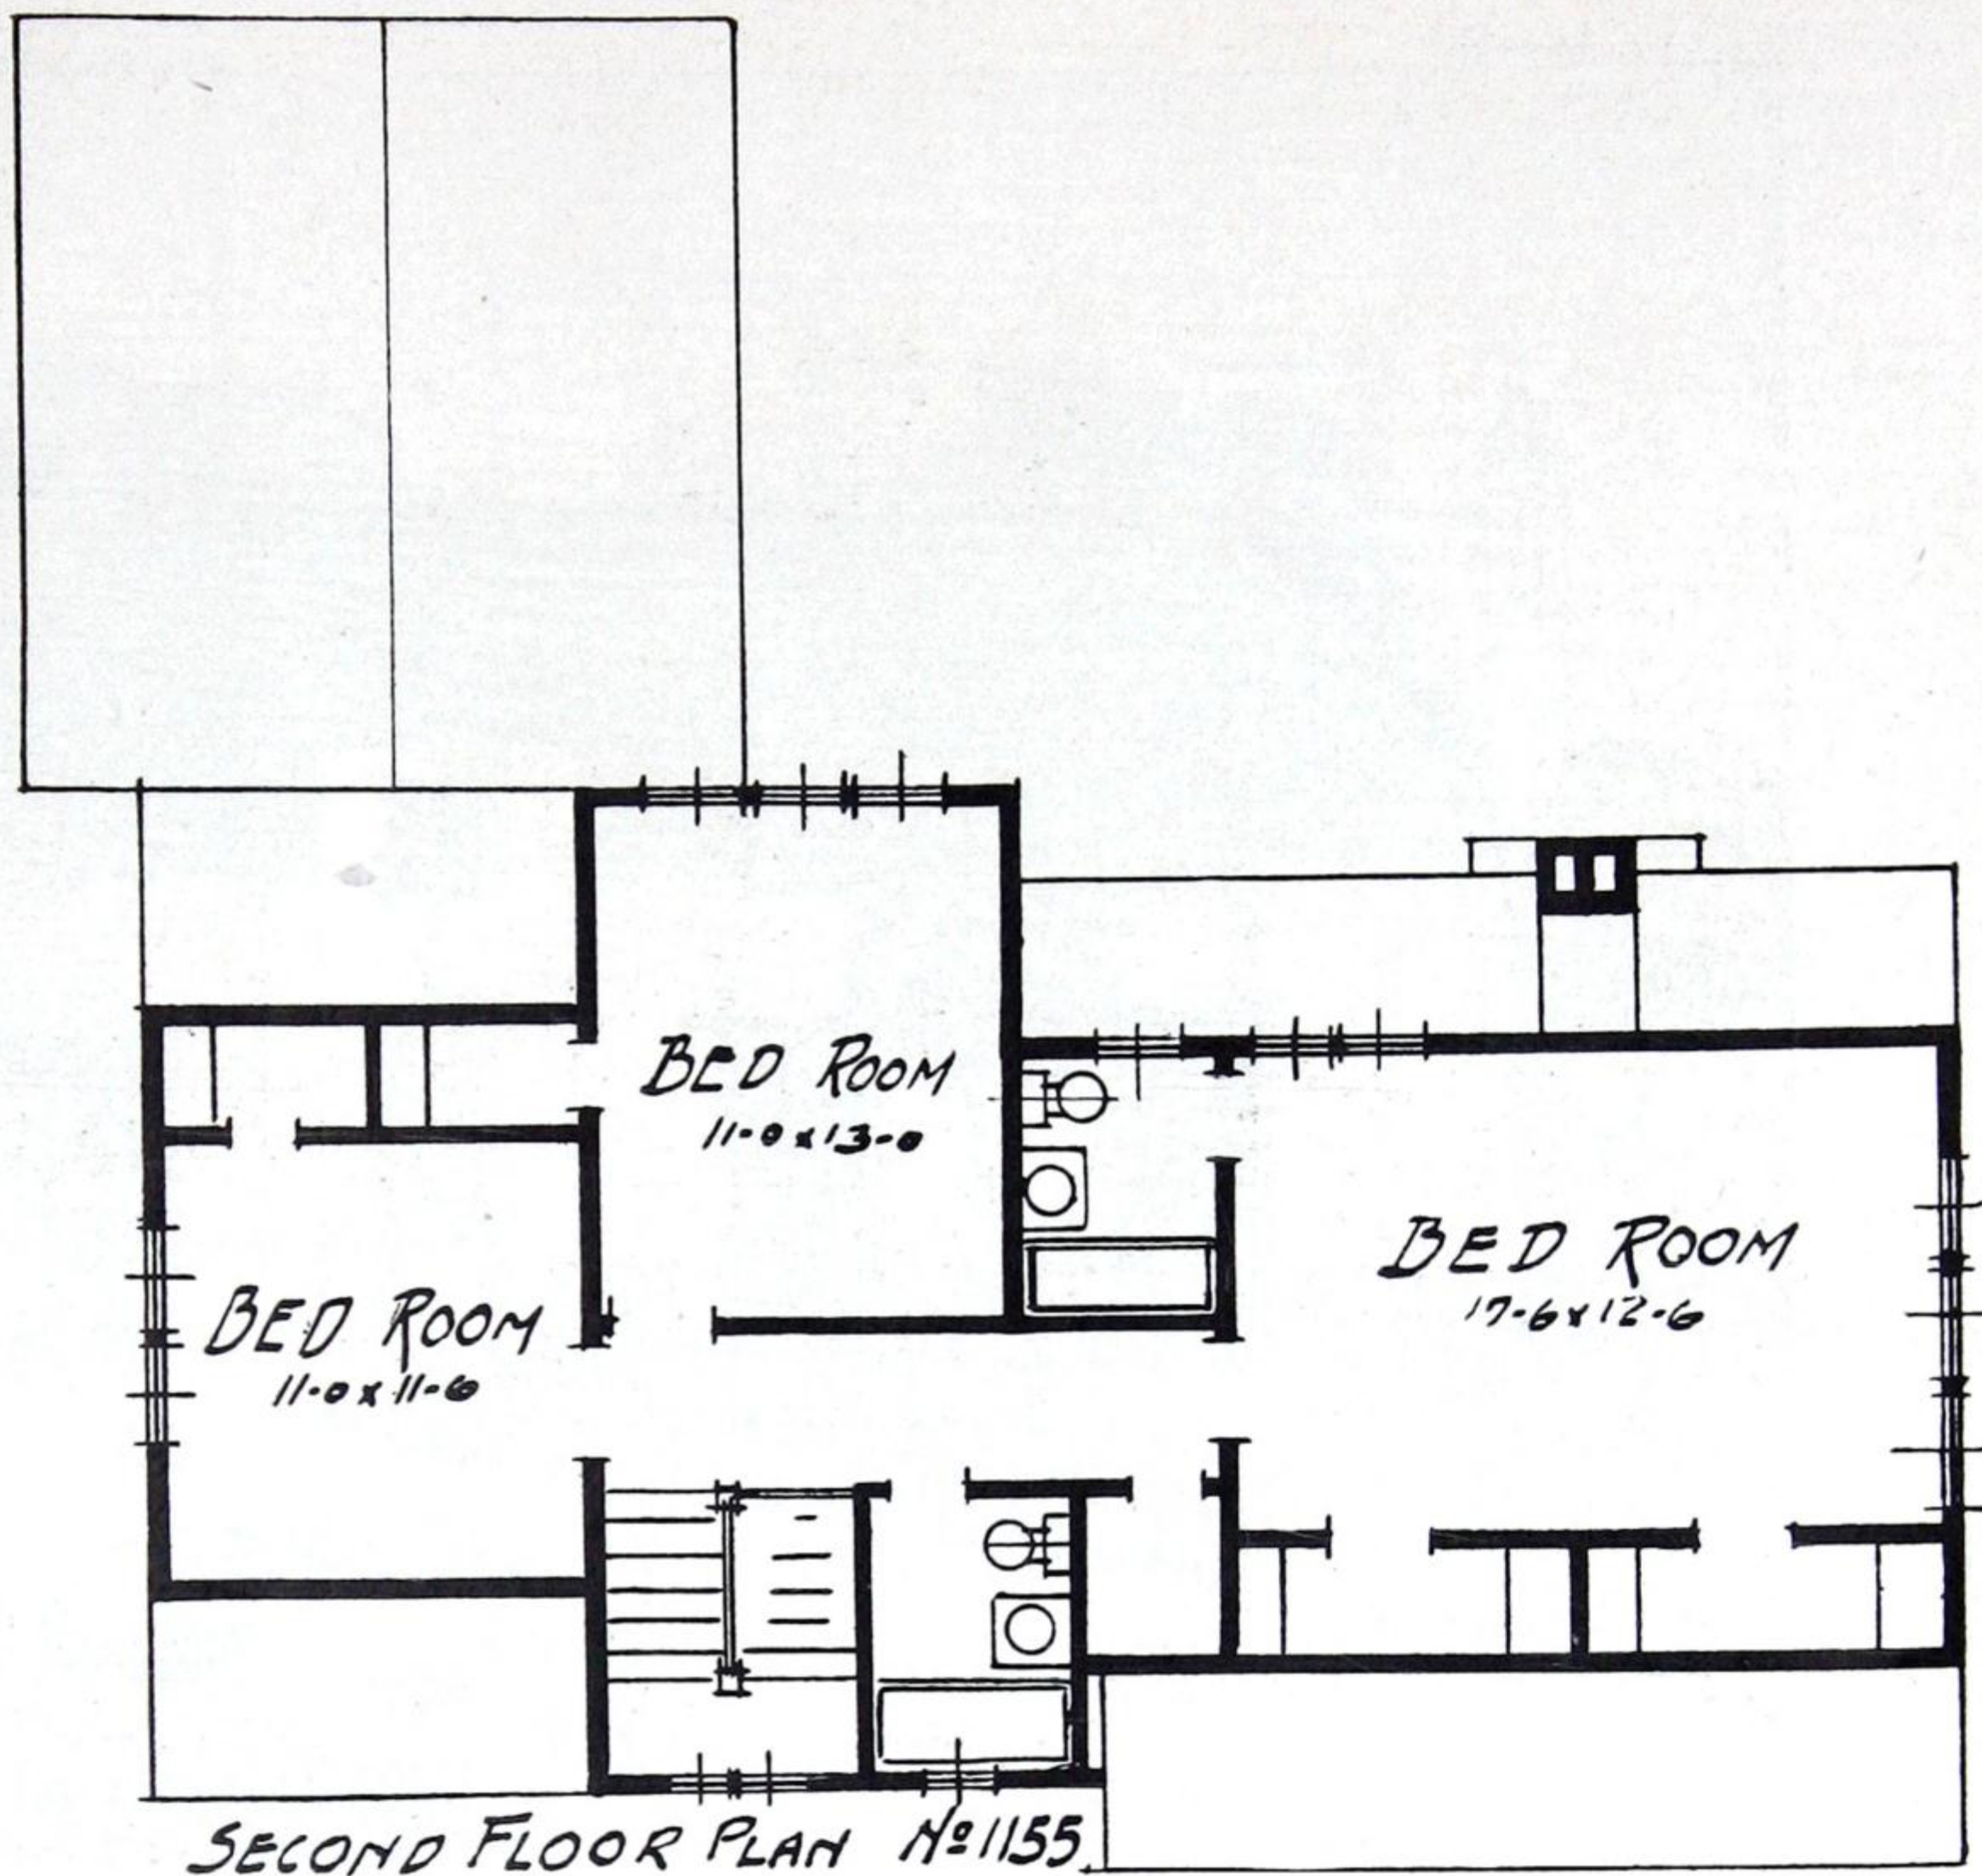 BED ROOM
11-0 x 13-0
BED ROOM
17-6 x 12-6
BED ROOM
11-0 x 11-6
SECOND FLOOR PLAN Nº 1155